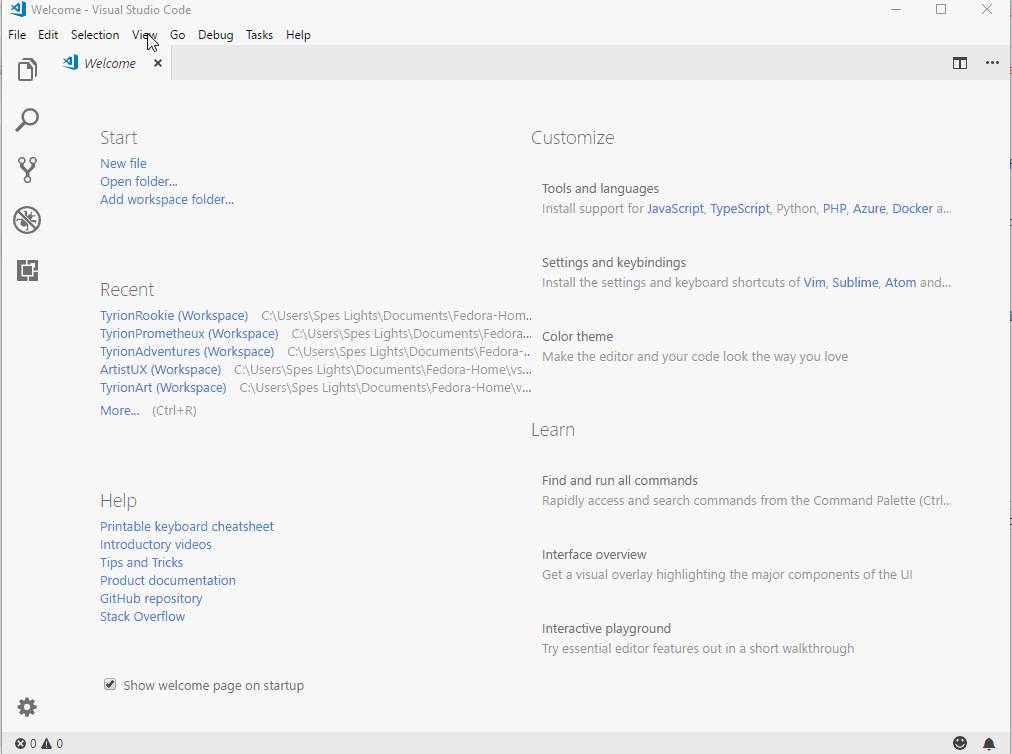 Welcome - Visual Studio Code
File Edit Selection View Go Debug Tasks Help
Welcome
Start
New file
Open folder...
Add workspace folder...
Recent
TyrionRookie (Workspace) C:\Users\Spes Lights\Documents\Fedora-Hom...
TyrionPrometheux (Workspace) C:\Users\Spes Lights\Documents\Fedora...
TyrionAdventures (Workspace) C:\Users\Spes Lights\Documents\Fedora-...
ArtistUX (Workspace) C:\Users\Spes Lights\Documents\Fedora-Home\vs...
TyrionArt (Workspace) C:\Users\Spes Lights\Documents\Fedora-Home\v...
More... (Ctrl+R)
Help
Printable keyboard cheatsheet
Introductory videos
Tips and Tricks
Product documentation
GitHub repository
Stack Overflow
Show welcome page on startup
Customize
Tools and languages
Install support for JavaScript, TypeScript, Python, PHP, Azure, Docker a...
Settings and keybindings
Install the settings and keyboard shortcuts of Vim, Sublime, Atom and...
Color theme
Make the editor and your code look the way you love
Learn
Find and run all commands
Rapidly access and search commands from the Command Palette (Ctrl...
Interface overview
Get a visual overlay highlighting the major components of the UI
Interactive playground
Try essential editor features out in a short walkthrough
0 0